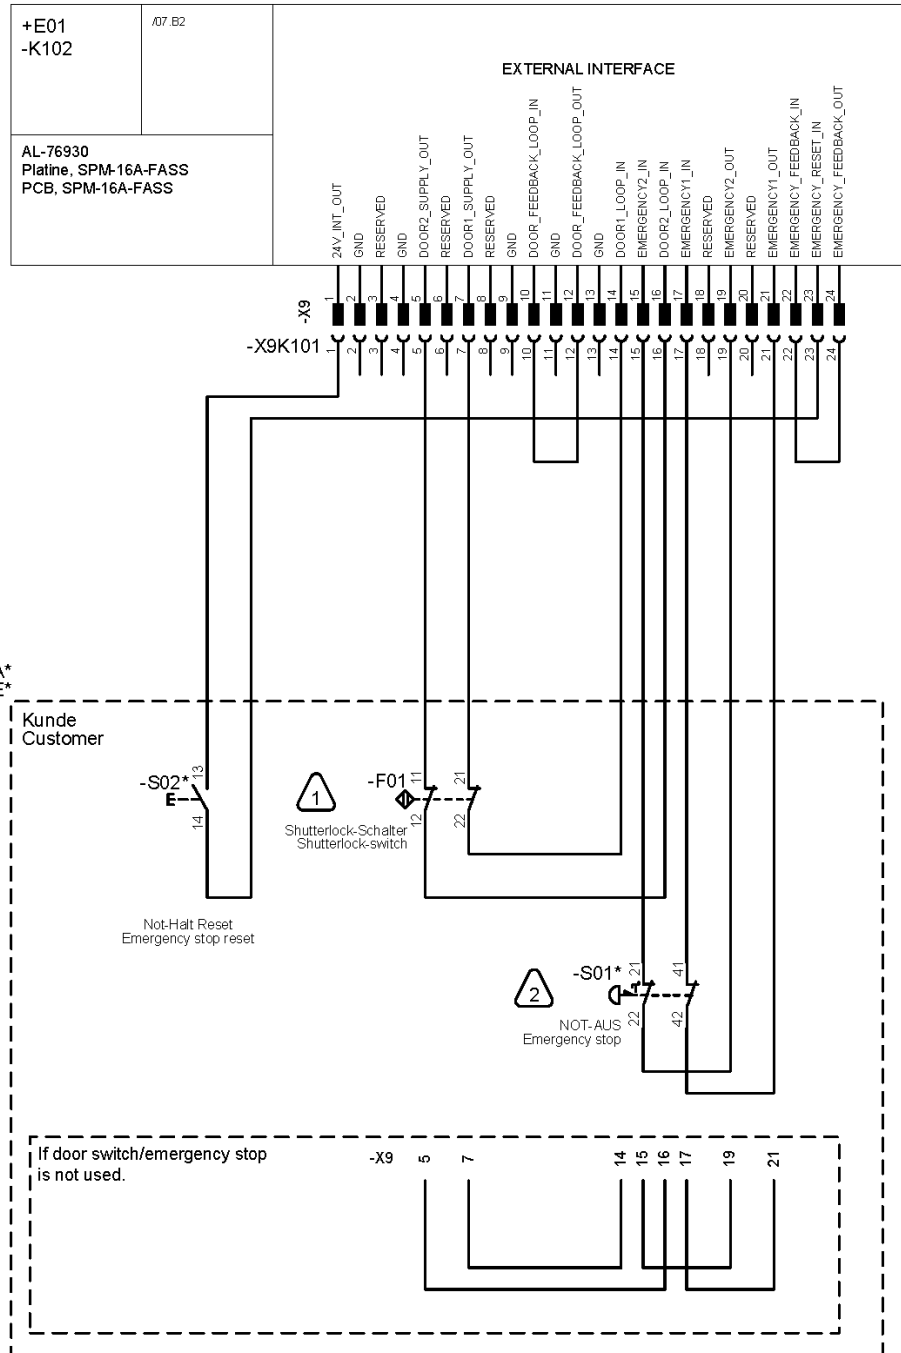 +E01
-K102
/07.B2
AL-76930
Platine, SPM-16A-FASS
PCB, SPM-16A-FASS
EXTERNAL INTERFACE
24V_INT_OUT
GND
RESERVED
GND
DOOR2_SUPPLY_OUT
RESERVED
DOOR1_SUPPLY_OUT
RESERVED
GND
DOOR_FEEDBACK_LOOP_IN
GND
DOOR_FEEDBACK_LOOP_OUT
GND
DOOR1_LOOP_IN
EMERGENCY2_IN
DOOR2_LOOP_IN
EMERGENCY1_IN
RESERVED
EMERGENCY2_OUT
RESERVED
EMERGENCY1_OUT
EMERGENCY_FEEDBACK_IN
EMERGENCY_RESET_IN
EMERGENCY_FEEDBACK_OUT
-X9 1 2 3 4 5 6 7 8 9 10 11 12 13 14 15 16 17 18 19 20 21 22 23 24
-X9K101 1 2 3 4 5 6 7 8 9 10 11 12 13 14 15 16 17 18 19 20 21 22 23 24
Kunde
Customer
-S02* 13
14
Not-Halt Reset
Emergency stop reset
1
-F01 11 21
12 22
Shutterlock-Schalter
Shutterlock-switch
2
-S01* 21 41
22 42
NOT-AUS
Emergency stop
If door switch/emergency stop
is not used.
-X9 5 7 14 15 16 17 19 21